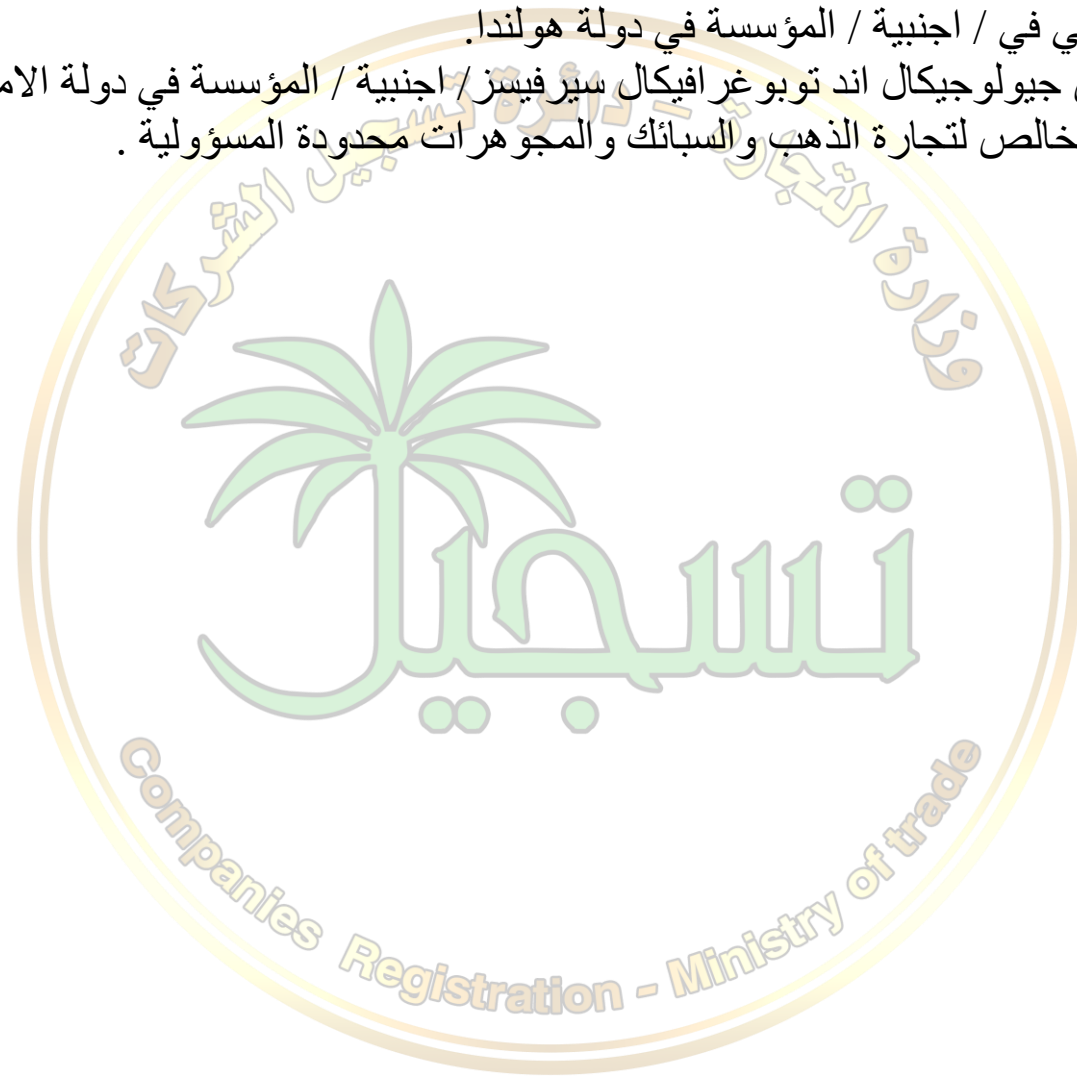 ي في / اجنبية / المؤسسة في دولة هولندا.
جيولوجيكال اند توبوغرافيكال سيرفيسز/ اجنبية / المؤسسة في دولة الام
خالص لتجارة الذهب والسبائك والمجوهرات محدودة المسؤولية .
وزارة التجارة - دائرة تسجيل الشركات
تسجيل
Companies Registration - Ministry of trade